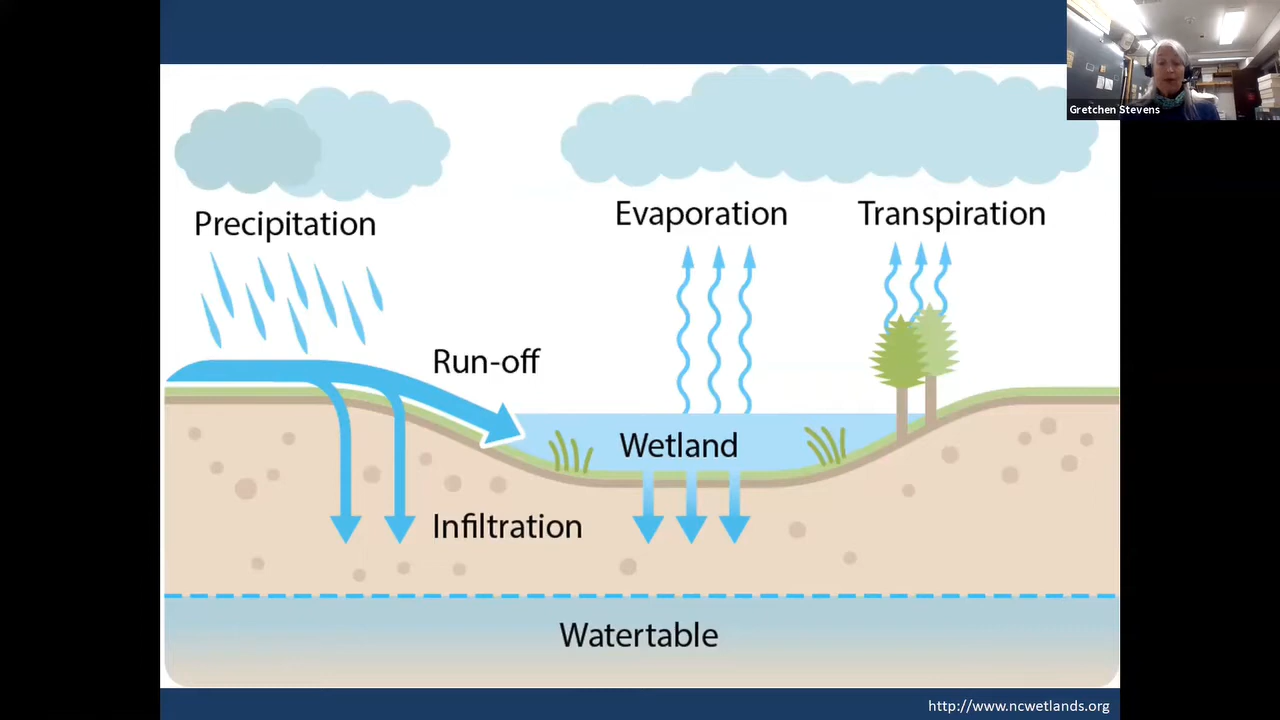 Gretchen Stevens
Precipitation
Evaporation
Transpiration
Run-off
Wetland
Infiltration
Watertable
http://www.ncwetlands.org